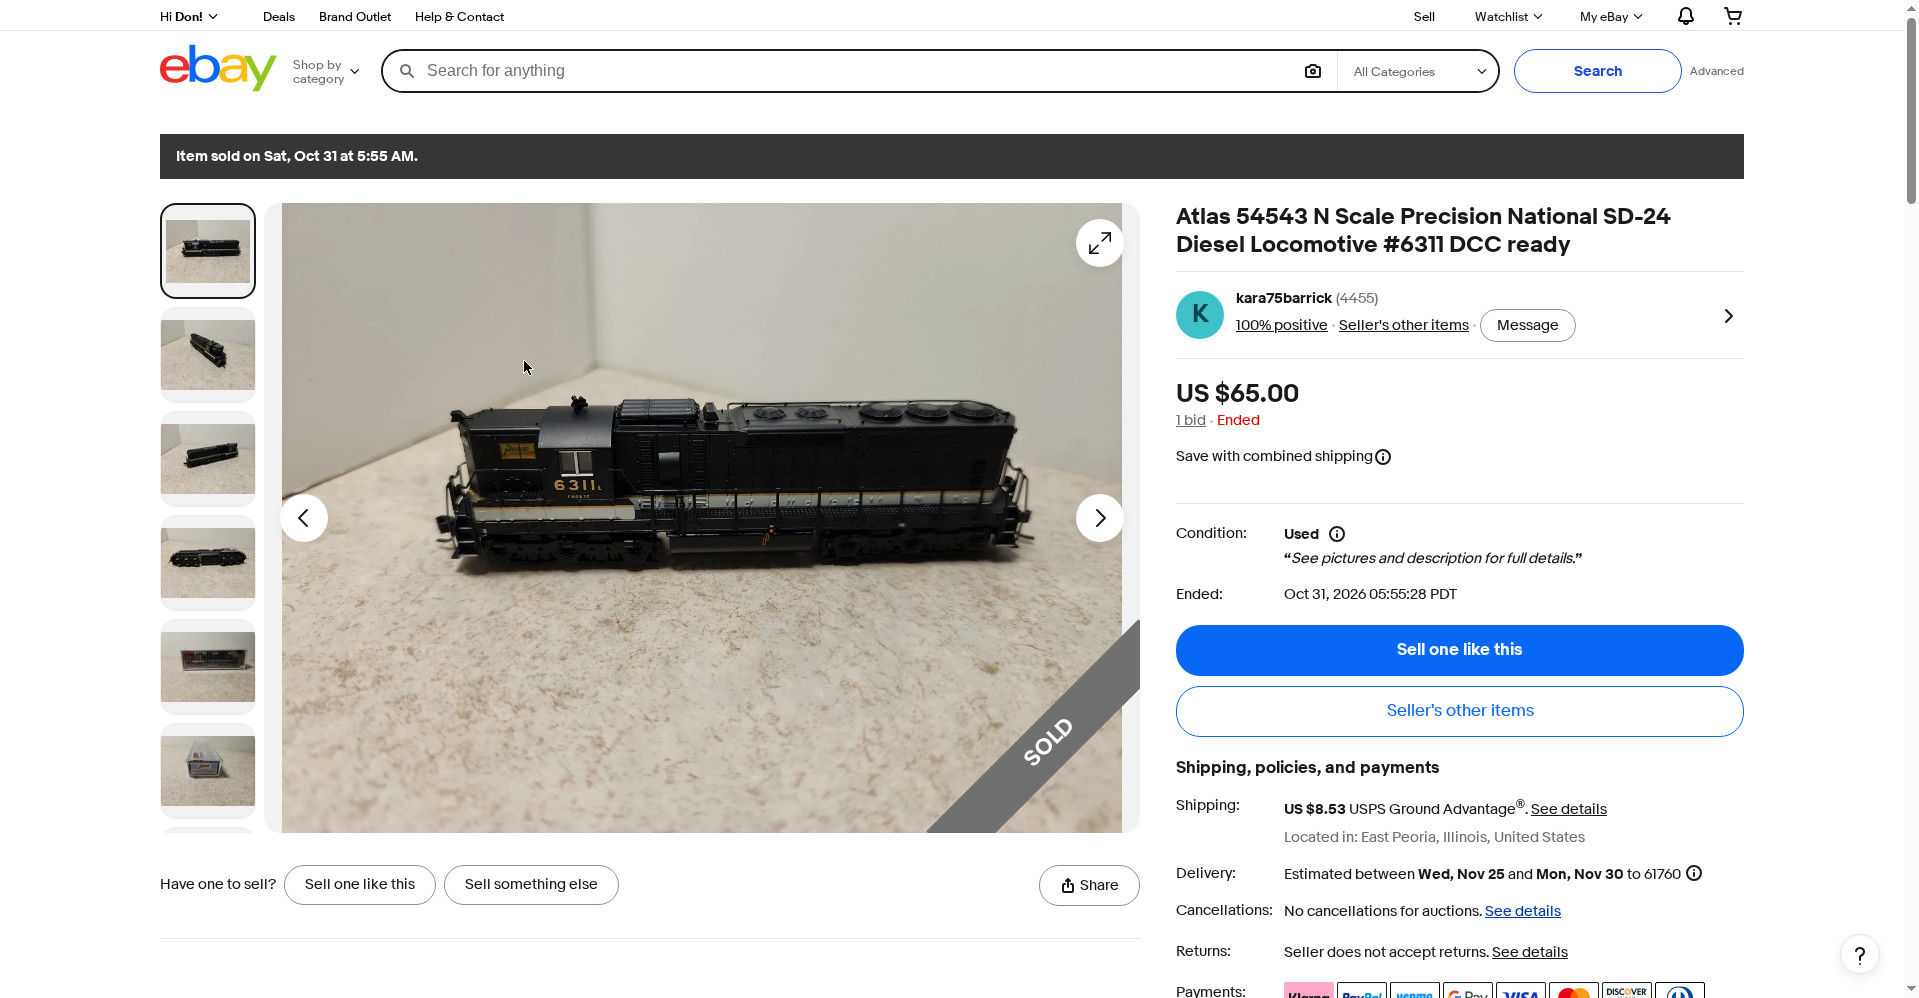 Hi Don!
Deals
Brand Outlet
Help & Contact
Sell
Watchlist
My eBay
ebay
Shop by category
Search for anything
All Categories
Search
Advanced
Item sold on Sat, Oct 31 at 5:55 AM.
6311
SOLD
Atlas 54543 N Scale Precision National SD-24
Diesel Locomotive #6311 DCC ready
K
kara75barrick (4455)
100% positive · Seller's other items · Message
US $65.00
1 bid · Ended
Save with combined shipping
Condition: Used
“See pictures and description for full details.”
Ended: Oct 31, 2026 05:55:28 PDT
Sell one like this
Seller's other items
Shipping, policies, and payments
Shipping: US $8.53 USPS Ground Advantage®. See details
Located in: East Peoria, Illinois, United States
Delivery: Estimated between Wed, Nov 25 and Mon, Nov 30 to 61760
Cancellations: No cancellations for auctions. See details
Returns: Seller does not accept returns. See details
Payments: Klarna PayPal venmo G Pay VISA DISCOVER
Have one to sell? Sell one like this Sell something else
Share
?